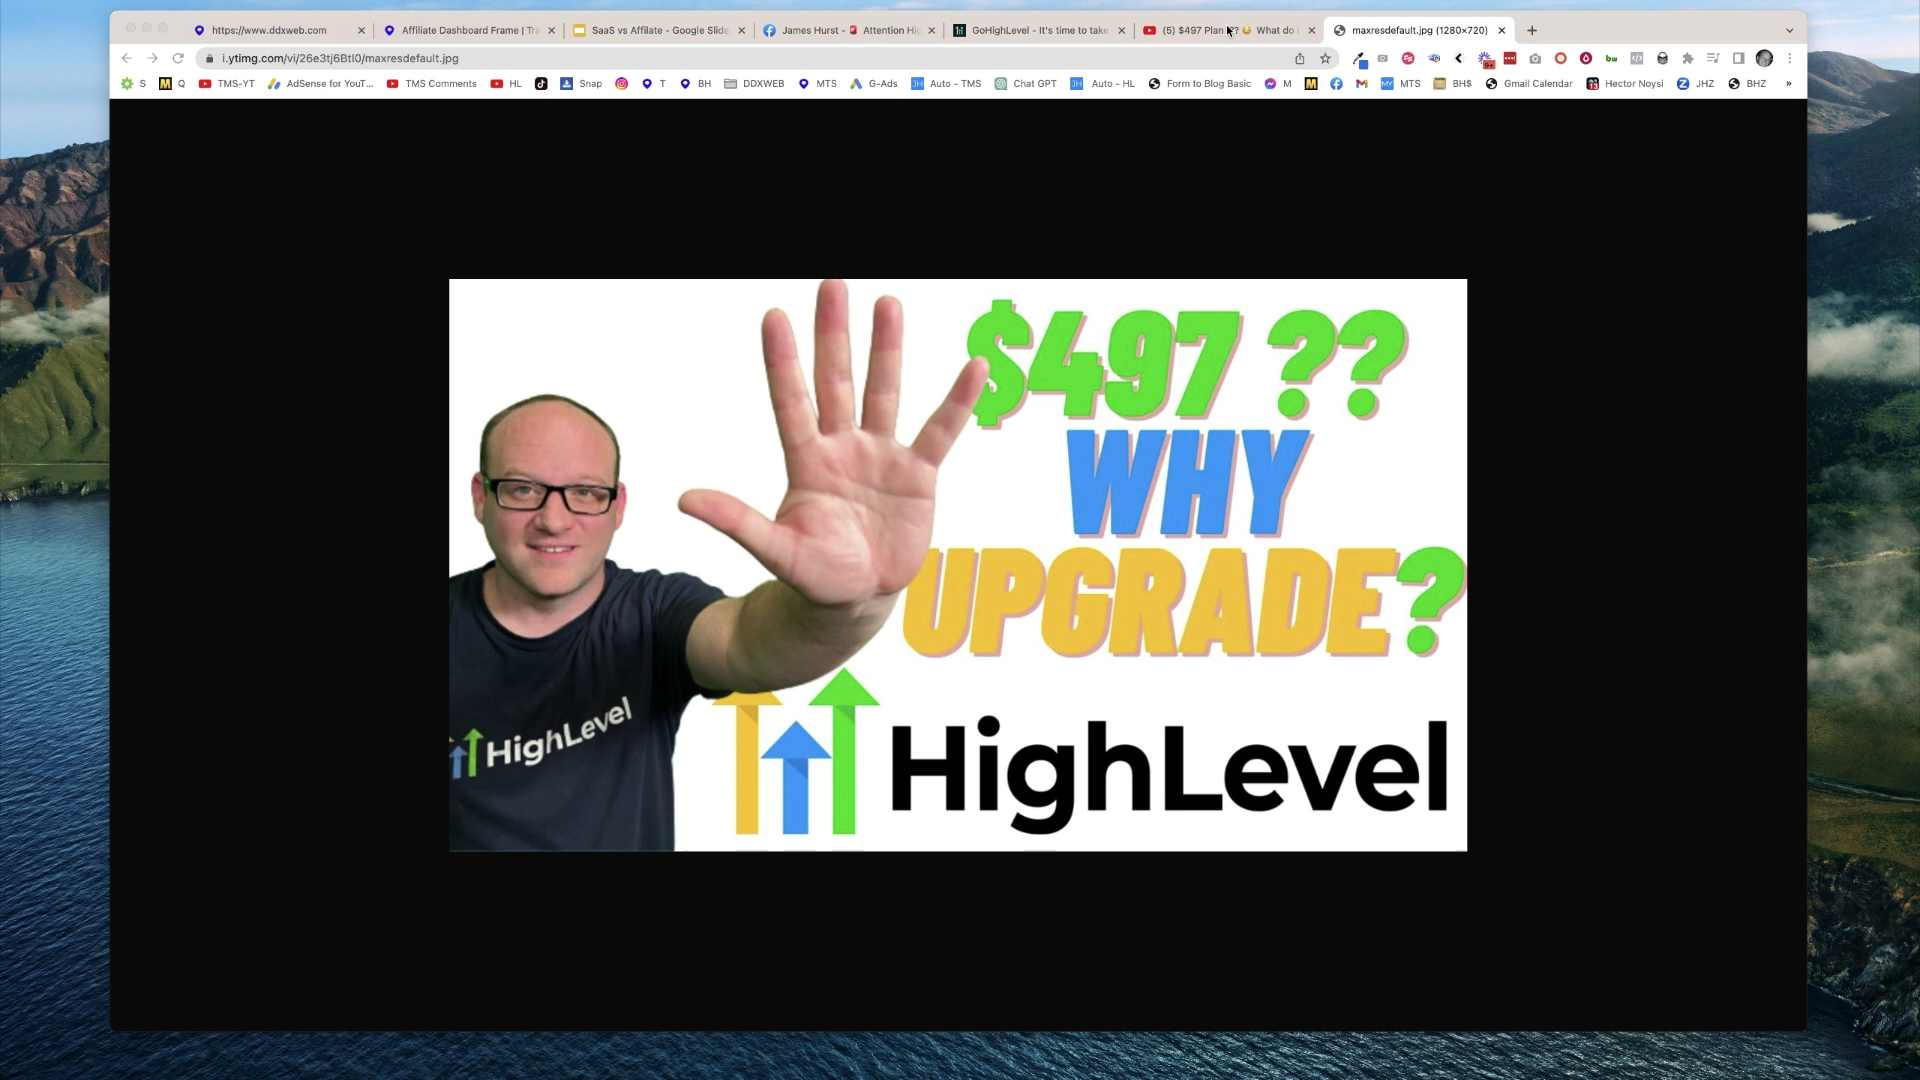 https://www.ddxweb.com
Affiliate Dashboard Frame | Tra
SaaS vs Affilate - Google Slide
James Hurst - Attention Hig
GoHighLevel - It's time to take
(5) $497 Plan ?? What do
maxresdefault.jpg (1280×720)
i.ytimg.com/vi/26e3tj6Btl0/maxresdefault.jpg
S
Q
TMS-YT
AdSense for YouT...
TMS Comments
HL
Snap
T
BH
DDXWEB
MTS
G-Ads
Auto - TMS
Chat GPT
Auto - HL
Form to Blog Basic
M
MTS
BH$
Gmail Calendar
Hector Noysi
JHZ
BHZ
»
$497 ??
WHY
UPGRADE?
HighLevel
HighLevel